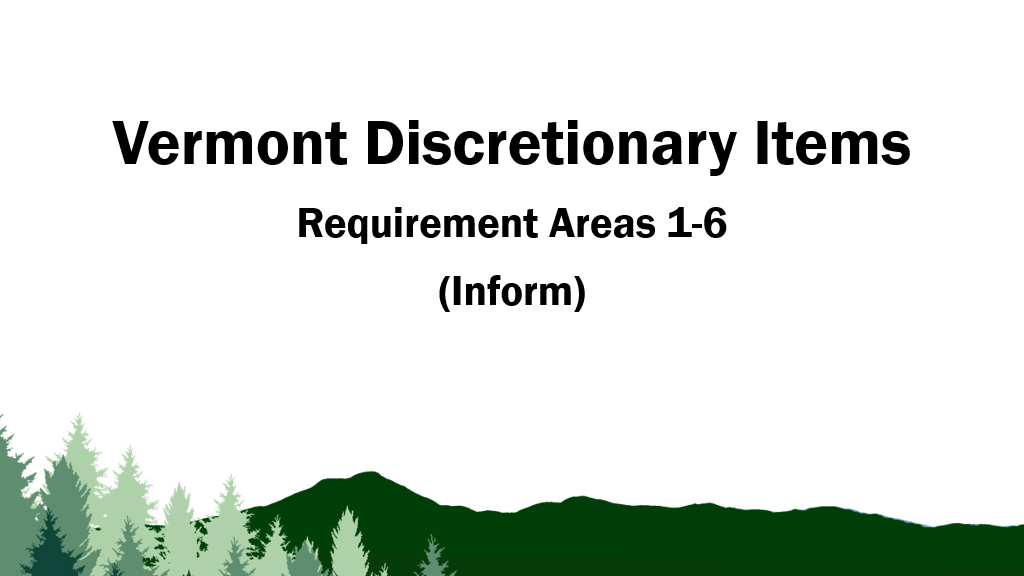 Vermont Discretionary Items
Requirement Areas 1-6
(Inform)